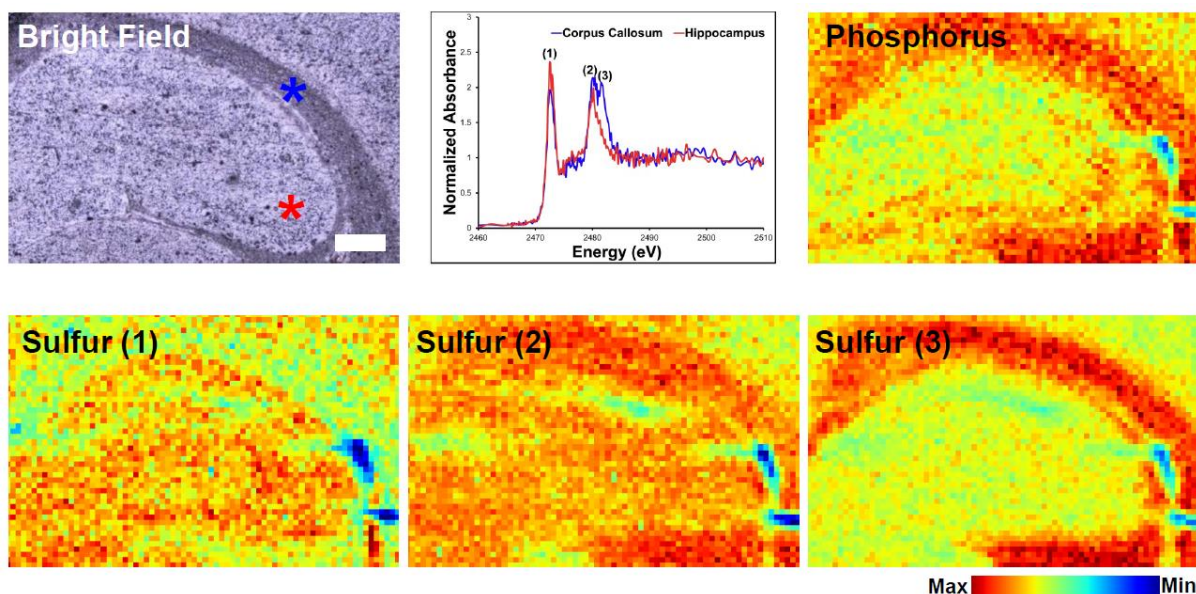 Bright Field
Corpus Callosum
Hippocampus
(1)
(2)
(3)
Normalized Absorbance
3
2.5
2
1.5
1
0.5
0
2460
2470
2480
2490
2500
2510
Energy (eV)
Phosphorus
Sulfur (1)
Sulfur (2)
Sulfur (3)
Max
Min